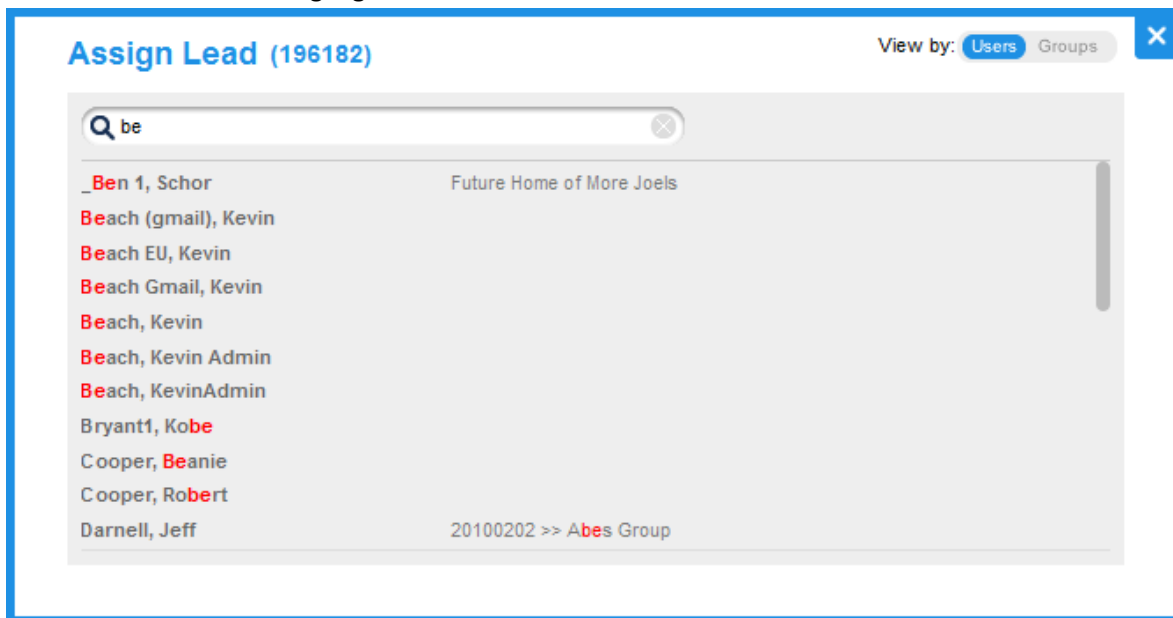 Assign Lead (196182)
View by: Users Groups
be
_Ben 1, Schor Future Home of More Joels
Beach (gmail), Kevin
Beach EU, Kevin
Beach Gmail, Kevin
Beach, Kevin
Beach, Kevin Admin
Beach, KevinAdmin
Bryant1, Kobe
Cooper, Beanie
Cooper, Robert
Darnell, Jeff 20100202 >> Abes Group